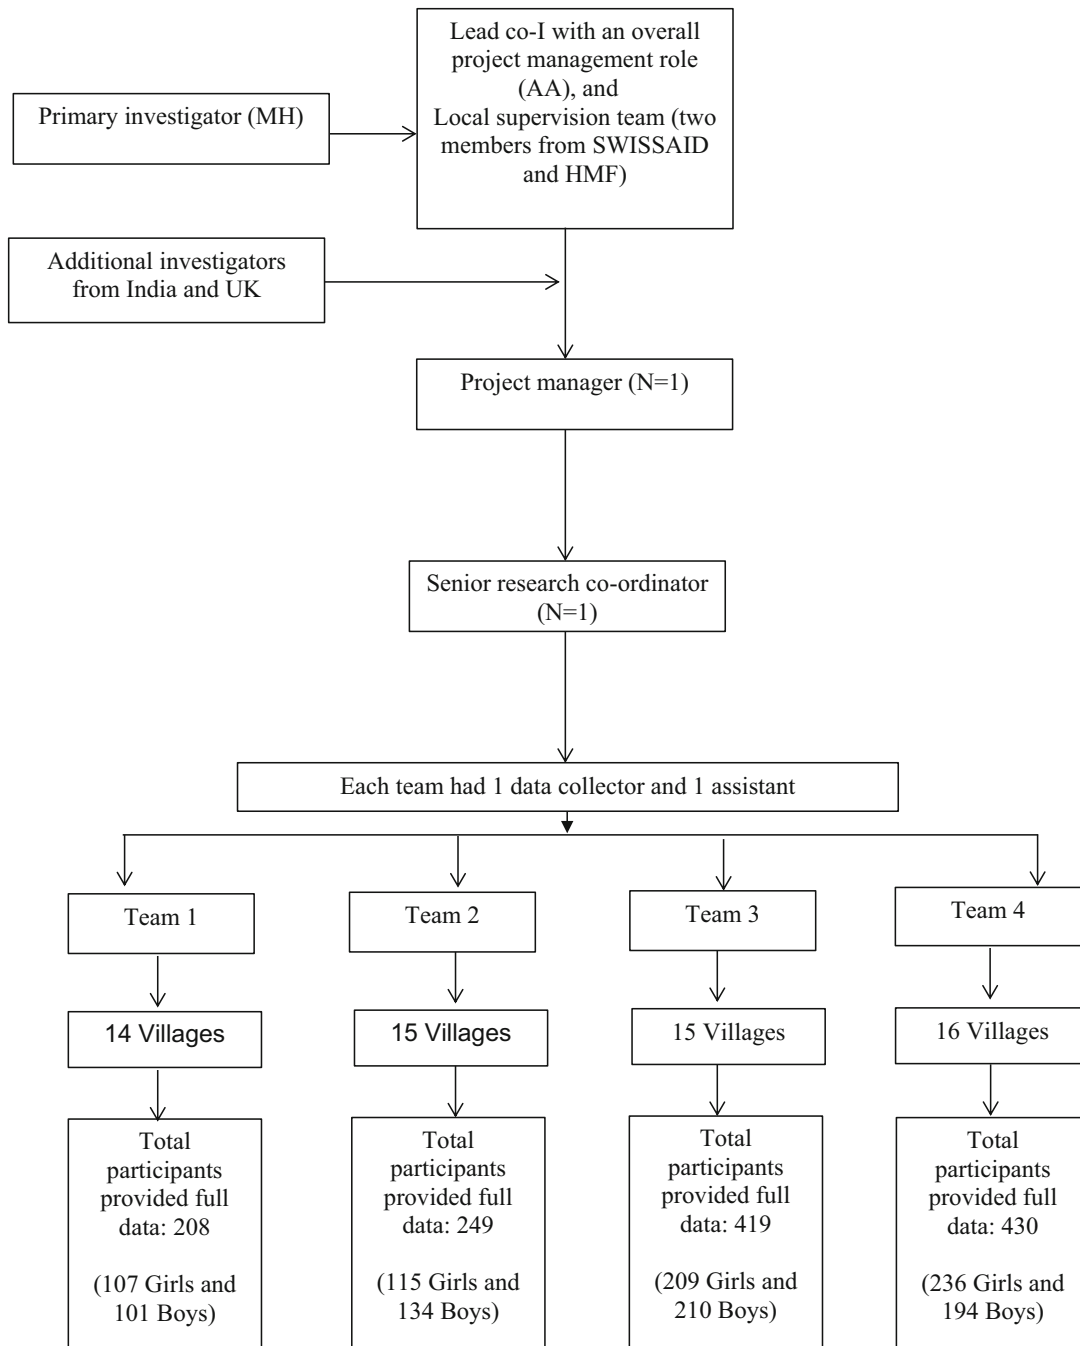 Lead co-I with an overall
project management role
(AA), and
Local supervision team (two
members from SWISSAID
and HMF)
Primary investigator (MH)
Additional investigators
from India and UK
Project manager (N=1)
Senior research co-ordinator
(N=1)
Each team had 1 data collector and 1 assistant
Team 1
Team 2
Team 3
Team 4
14 Villages
15 Villages
15 Villages
16 Villages
Total
participants
provided full
data: 208
(107 Girls and
101 Boys)
Total
participants
provided full
data: 249
(115 Girls and
134 Boys)
Total
participants
provided full
data: 419
(209 Girls and
210 Boys)
Total
participants
provided full
data: 430
(236 Girls and
194 Boys)